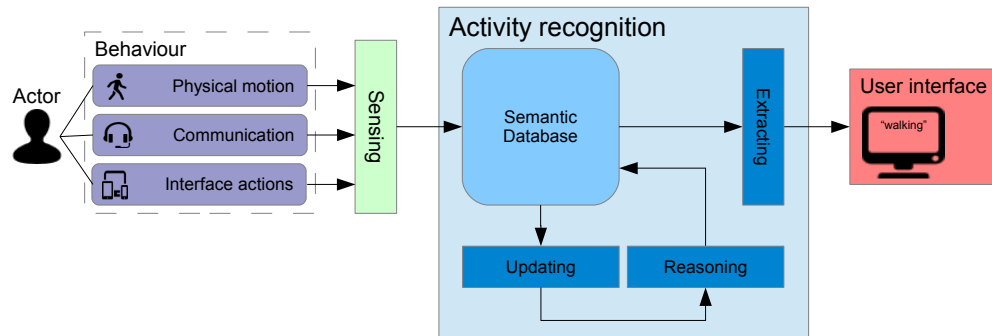 Actor
Behaviour
Physical motion
Communication
Interface actions
Sensing
Activity recognition
Semantic
Database
Updating
Reasoning
Extracting
User interface
“walking”